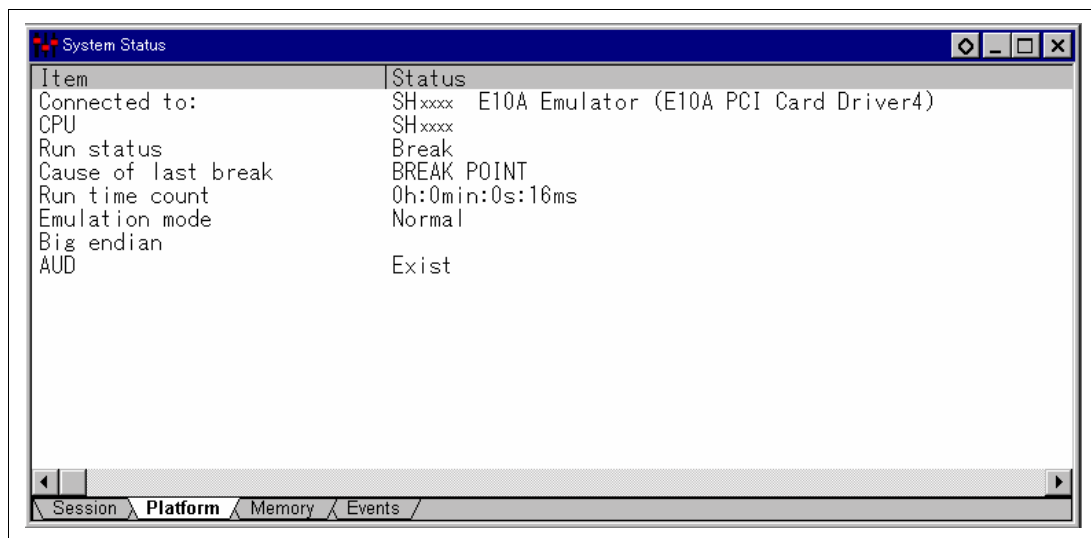 System Status
Item Status
Connected to: SHxxxx E10A Emulator (E10A PCI Card Driver4)
CPU SHxxxx
Run status Break
Cause of last break BREAK POINT
Run time count 0h:0min:0s:16ms
Emulation mode Normal
Big endian
AUD Exist
Session Platform Memory Events